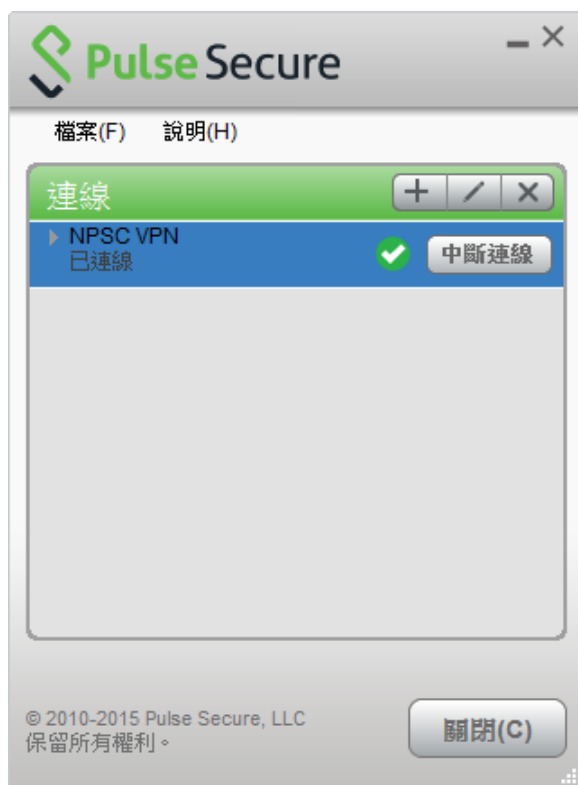 Pulse Secure
檔案(F) 說明(H)
連線
NPSC VPN
已連線
中斷連線
© 2010-2015 Pulse Secure, LLC
保留所有權利。
關閉(C)